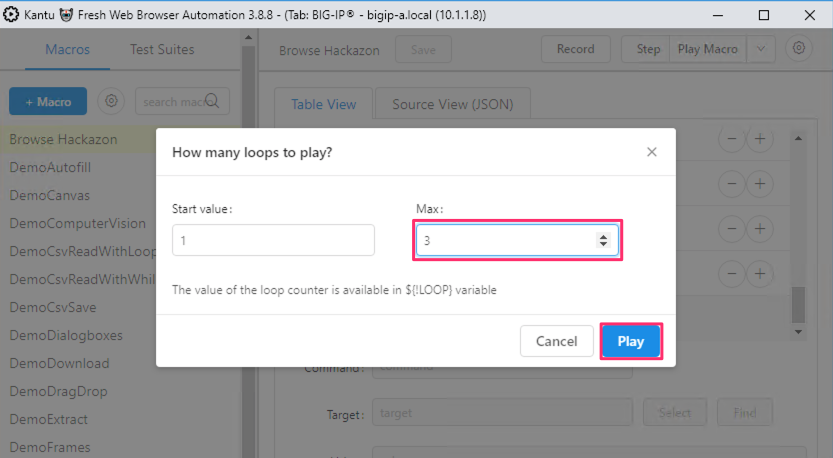 Kantu Fresh Web Browser Automation 3.8.8 - (Tab: BIG-IP® - bigip-a.local (10.1.1.8))
Macros Test Suites
Browse Hackazon Save Record Step Play Macro
+ Macro search macro
Table View Source View (JSON)
Browse Hackazon
DemoAutofill
DemoCanvas
DemoComputerVision
DemoCsvReadWithLoop
DemoCsvReadWithWhil
DemoCsvSave
DemoDialogboxes
DemoDownload
DemoDragDrop
DemoExtract
DemoFrames
How many loops to play?
Start value: Max:
1 3
The value of the loop counter is available in ${!LOOP} variable
Cancel Play
Command: command
Target: target Select Find